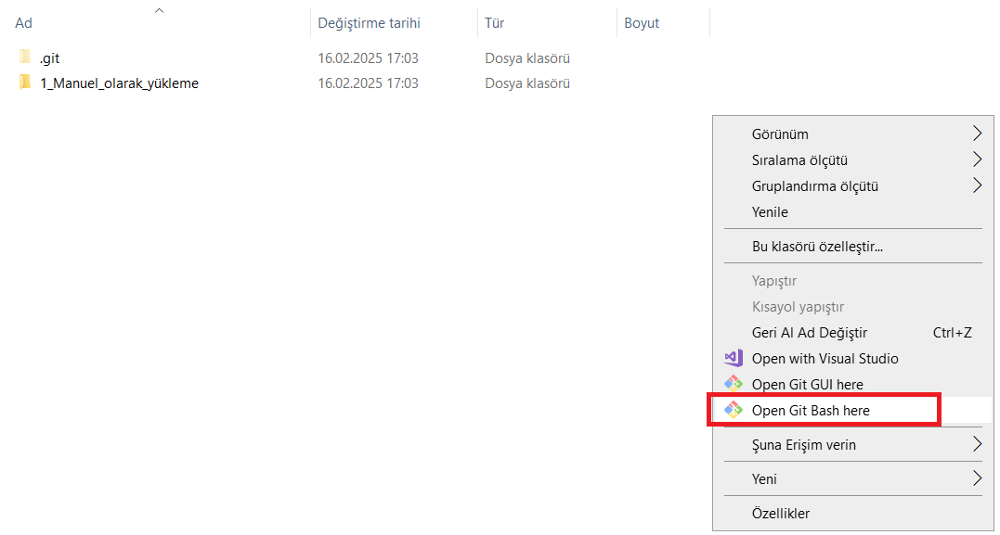 Ad Değiştirme tarihi Tür Boyut
.git 16.02.2025 17:03 Dosya klasörü
1_Manuel_olarak_yükleme 16.02.2025 17:03 Dosya klasörü
Görünüm
Sıralama ölçütü
Gruplandırma ölçütü
Yenile
Bu klasörü özelleştir...
Yapıştır
Kısayol yapıştır
Geri Al Ad Değiştir Ctrl+Z
Open with Visual Studio
Open Git GUI here
Open Git Bash here
Şuna Erişim verin
Yeni
Özellikler